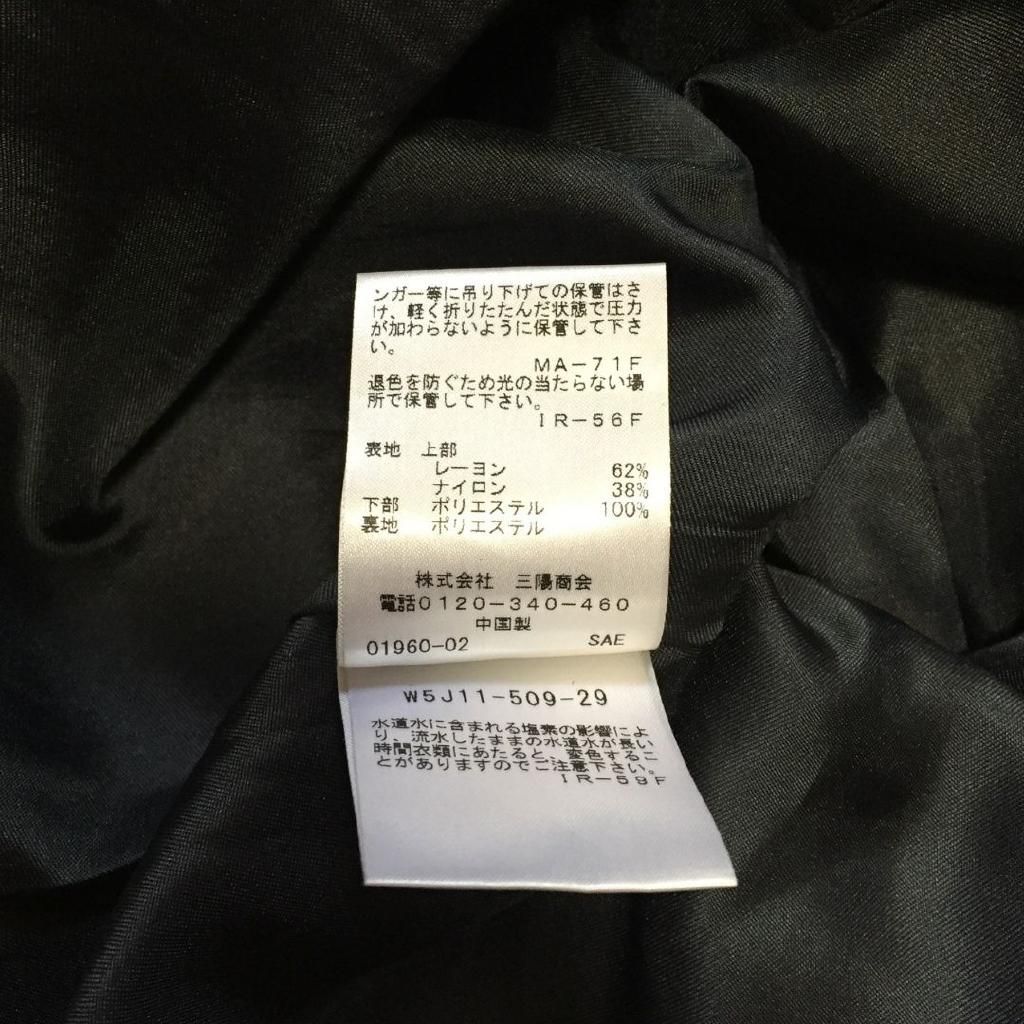 ンガー等に吊り下げての保管はさ
け、軽く折りたたんだ状態で圧力
が加わらないように保管して下さ
い。
MA－71F
退色を防ぐため光の当たらない場
所で保管して下さい。
IR－56F
表地 上部
レーヨン 62%
ナイロン 38%
下部 ポリエステル 100%
裏地 ポリエステル
株式会社 三陽商会
電話0120－340－460
中国製
01960-02 SAE
W5J11-509-29
水道水に含まれる塩素の影響によ
り、流水したままの水道水が長い
時間衣類にあたると、変色するこ
とがありますのでご注意下さい。
IR－59F